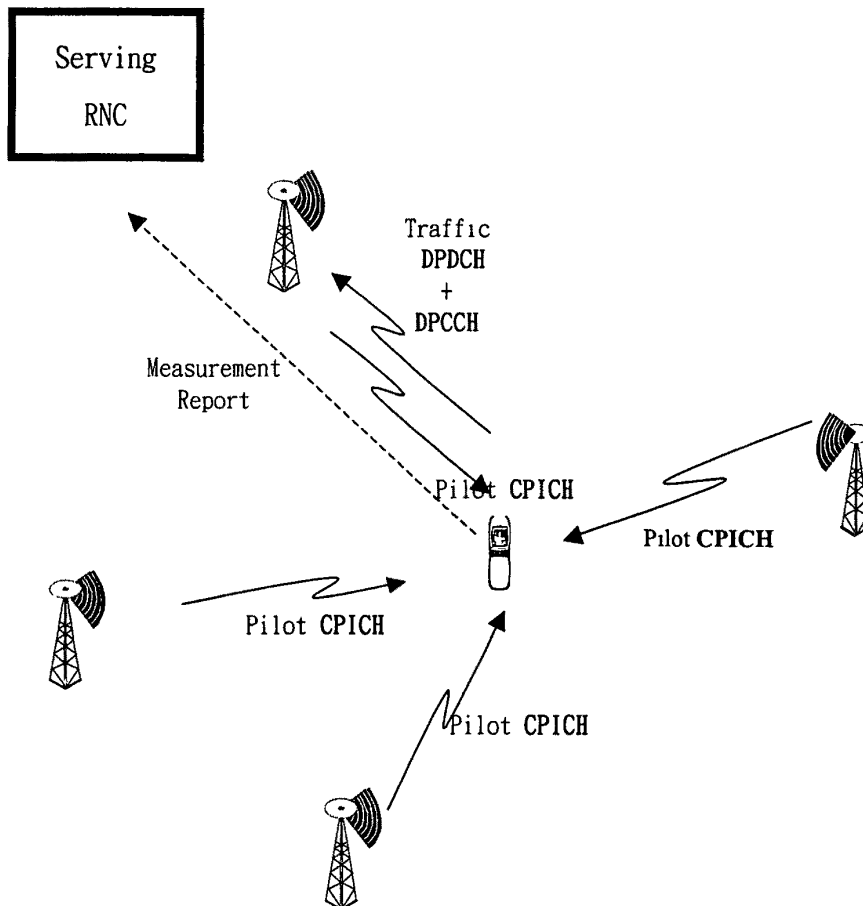 Serving
RNC
Traffic
DPDCH
+
DPCCH
Measurement
Report
Pilot CPICH
Pilot CPICH
Pilot CPICH
Pilot CPICH